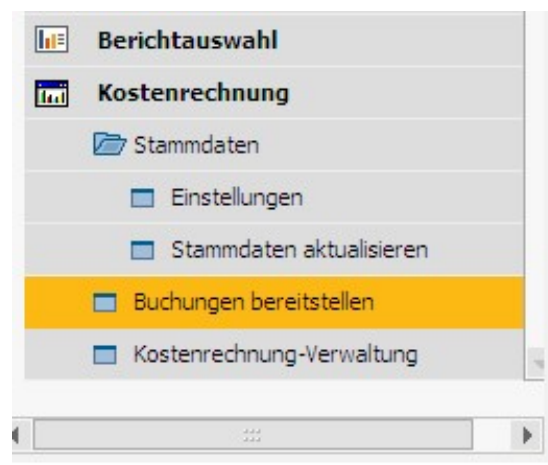 Berichtauswahl
Kostenrechnung
Stammdaten
Einstellungen
Stammdaten aktualisieren
Buchungen bereitstellen
Kostenrechnung-Verwaltung